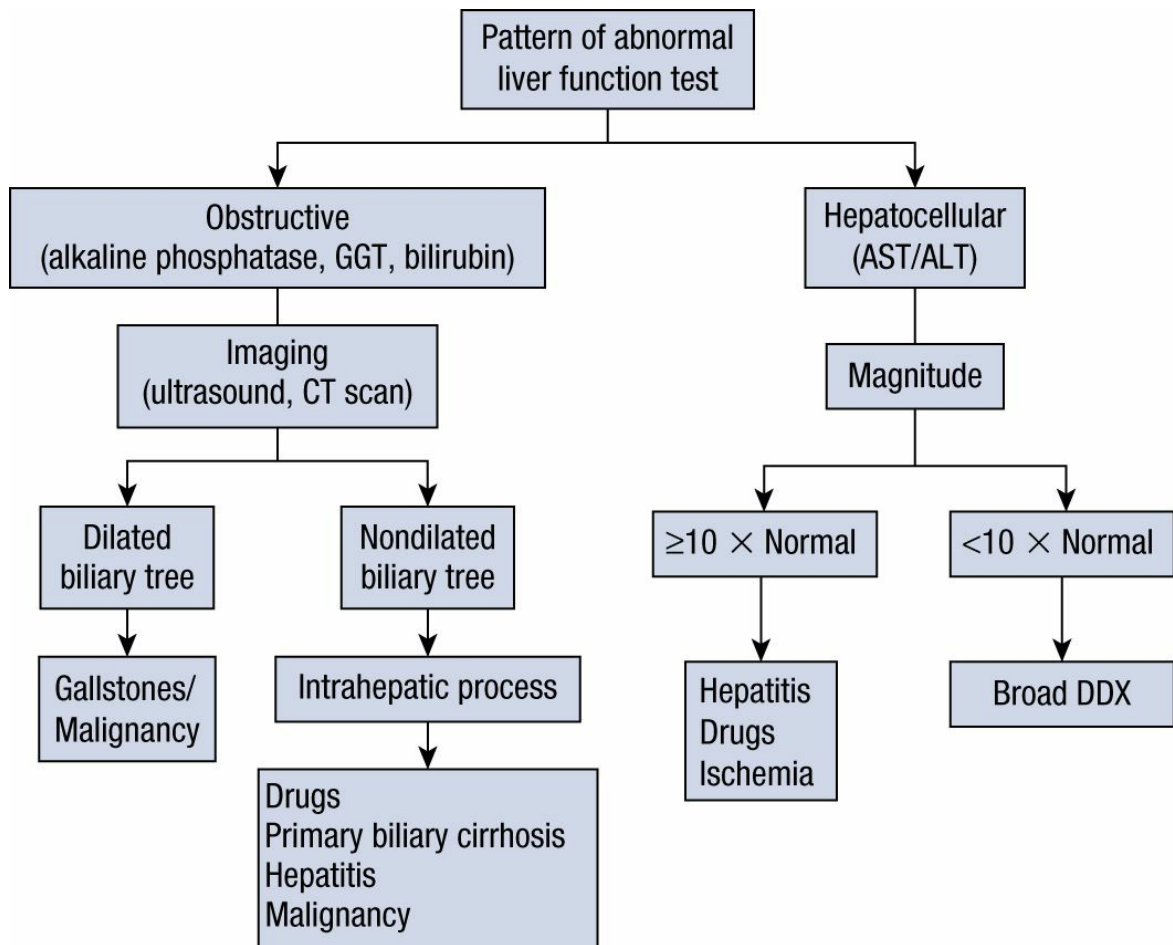 Pattern of abnormal
liver function test
Obstructive
(alkaline phosphatase, GGT, bilirubin)
Hepatocellular
(AST/ALT)
Imaging
(ultrasound, CT scan)
Magnitude
Dilated
biliary tree
Nondilated
biliary tree
≥10 × Normal
<10 × Normal
Gallstones/
Malignancy
Intrahepatic process
Hepatitis
Drugs
Ischemia
Broad DDX
Drugs
Primary biliary cirrhosis
Hepatitis
Malignancy